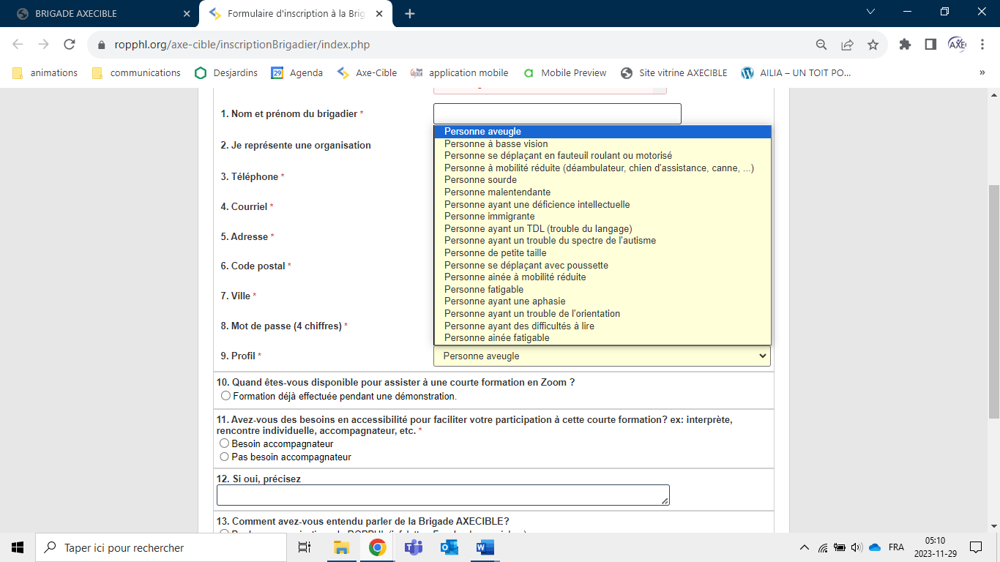 BRIGADE AXECIBLE
Formulaire d'inscription à la Brig
ropphl.org/axe-cible/inscriptionBrigadier/index.php
animations
communications
Desjardins
Agenda
Axe-Cible
application mobile
Mobile Preview
Site vitrine AXECIBLE
AILIA – UN TOIT PO...
1. Nom et prénom du brigadier *
2. Je représente une organisation
3. Téléphone *
4. Courriel *
5. Adresse *
6. Code postal *
7. Ville *
8. Mot de passe (4 chiffres) *
9. Profil *
Personne aveugle
Personne à basse vision
Personne se déplaçant en fauteuil roulant ou motorisé
Personne à mobilité réduite (déambulateur, chien d'assistance, canne, ...)
Personne sourde
Personne malentendante
Personne ayant une déficience intellectuelle
Personne immigrante
Personne ayant un TDL (trouble du langage)
Personne ayant un trouble du spectre de l'autisme
Personne de petite taille
Personne se déplaçant avec poussette
Personne ainée à mobilité réduite
Personne fatigable
Personne ayant une aphasie
Personne ayant un trouble de l'orientation
Personne ayant des difficultés à lire
Personne ainée fatigable
Personne aveugle
10. Quand êtes-vous disponible pour assister à une courte formation en Zoom ?
Formation déjà effectuée pendant une démonstration.
11. Avez-vous des besoins en accessibilité pour faciliter votre participation à cette courte formation? ex: interprète,
rencontre individuelle, accompagnateur, etc. *
Besoin accompagnateur
Pas besoin accompagnateur
12. Si oui, précisez
13. Comment avez-vous entendu parler de la Brigade AXECIBLE?
Taper ici pour rechercher
FRA
05:10
2023-11-29